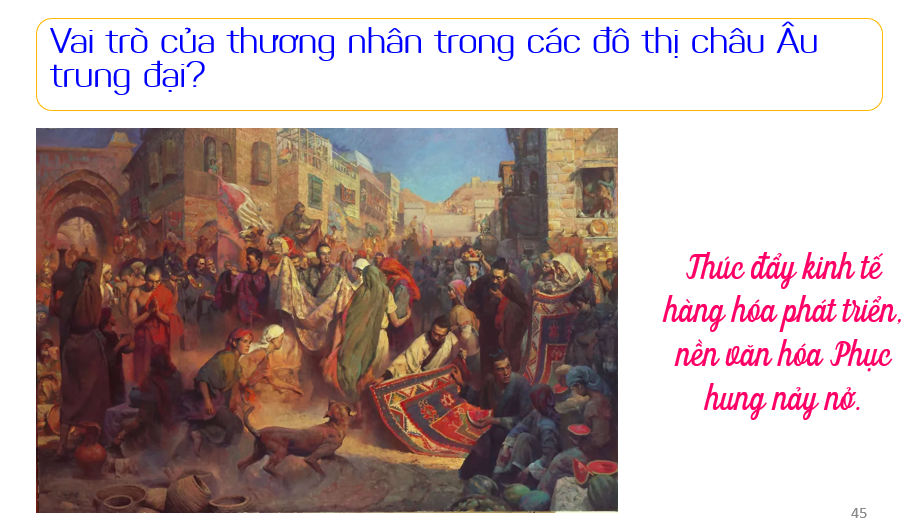 Vai trò của thương nhân trong các đô thị châu Âu
trung đại?
Thúc đẩy kinh tế
hàng hóa phát triển,
nền văn hóa Phục
hưng nảy nở.
45